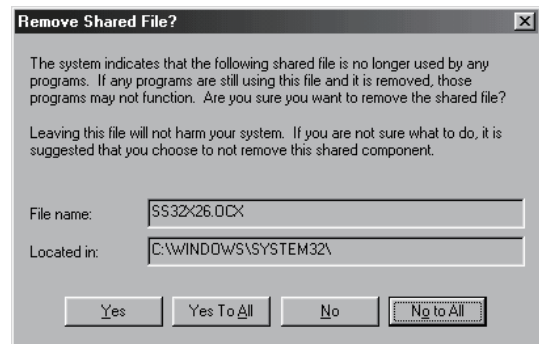 Remove Shared File?
The system indicates that the following shared file is no longer used by any
programs. If any programs are still using this file and it is removed, those
programs may not function. Are you sure you want to remove the shared file?
Leaving this file will not harm your system. If you are not sure what to do, it is
suggested that you choose to not remove this shared component.
File name: SS32X26.OCX
Located in: C:\WINDOWS\SYSTEM32\
Yes Yes To All No No to All